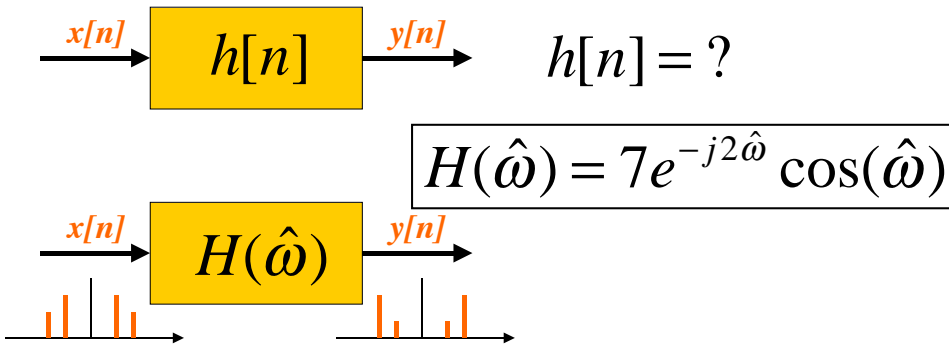 x[n]
y[n]
h[n]
h[n] = ?
H(ω̂) = 7e^{-j2ω̂} cos(ω̂)
x[n]
y[n]
H(ω̂)